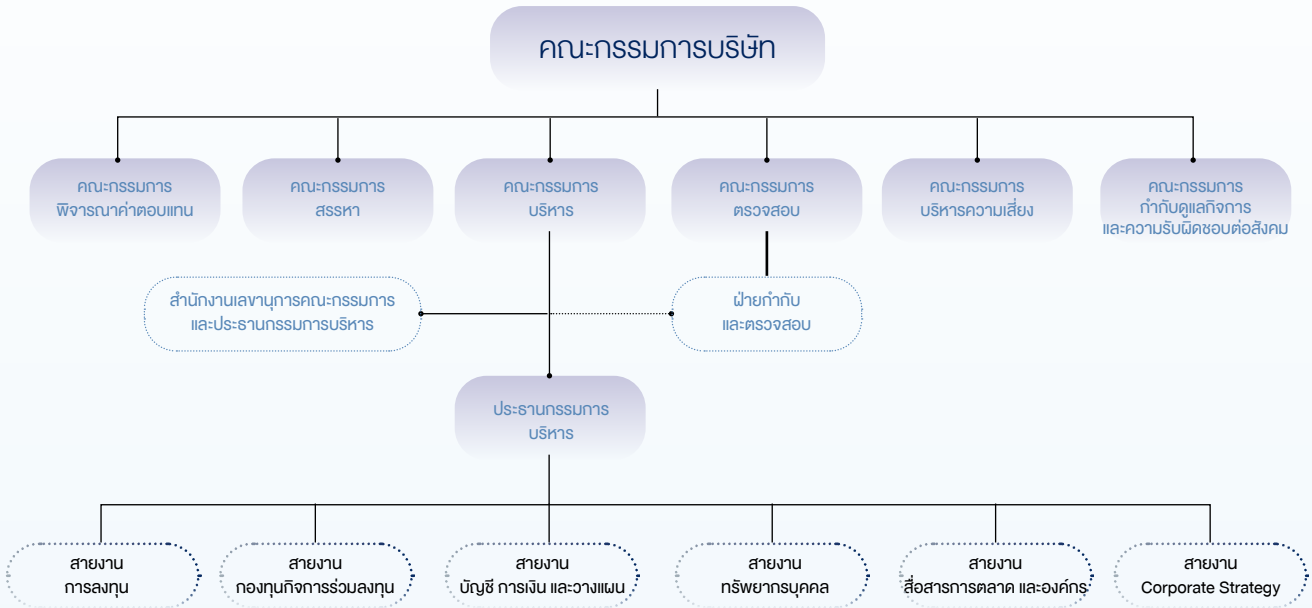 คณะกรรมการบริษัท
คณะกรรมการ
พิจารณาค่าตอบแทน
คณะกรรมการ
สรรหา
คณะกรรมการ
บริหาร
คณะกรรมการ
ตรวจสอบ
คณะกรรมการ
บริหารความเสี่ยง
คณะกรรมการ
กำกับดูแลกิจการ
และความรับผิดชอบต่อสังคม
สำนักงานเลขานุการคณะกรรมการ
และประธานกรรมการบริหาร
ฝ่ายกำกับ
และตรวจสอบ
ประธานกรรมการ
บริหาร
สายงาน
การลงทุน
สายงาน
กองทุนกิจการร่วมลงทุน
สายงาน
บัญชี การเงิน และวางแผน
สายงาน
ทรัพยากรบุคคล
สายงาน
สื่อสารการตลาด และองค์กร
สายงาน
Corporate Strategy